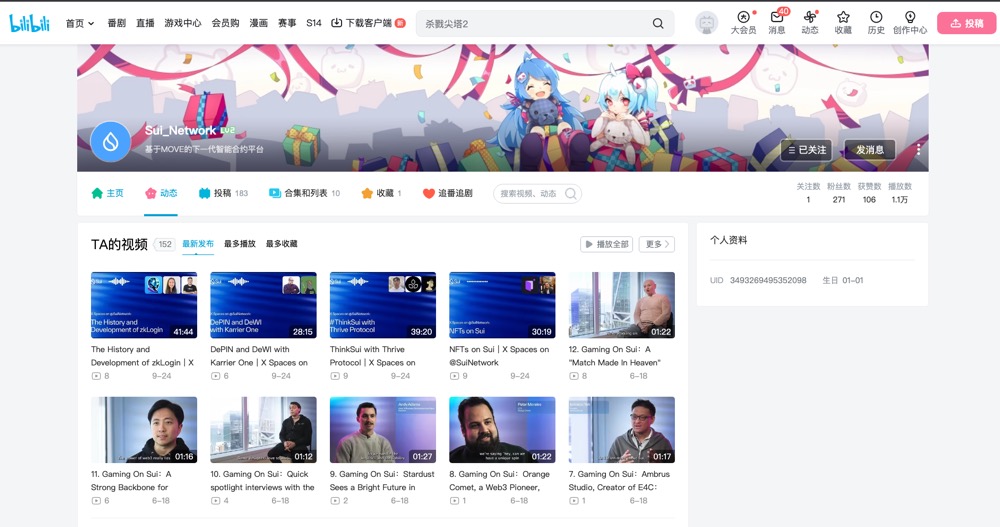 bilibili
首页 番剧 直播 游戏中心 会员购 漫画 赛事 S14 下载客户端 新
杀戮尖塔2
大会员
40
消息
动态
收藏
历史
创作中心
投稿
Sui_Network LV2
基于MOVE的下一代智能合约平台
已关注
发消息
主页 动态 投稿 183 合集和列表 10 收藏 1 追番追剧
搜索视频、动态
关注数 粉丝数 获赞数 播放数
1 271 106 1.1万
TA的视频 152 最新发布 最多播放 最多收藏
播放全部
更多
The History and
Development of zkLogin
41:44
DePIN and DeWi
with Karrier One
28:15
#ThinkSui with
Thrive Protocol
39:20
NFTs on Sui
30:19
01:22
The History and
Development of zkLogin | X
8 9-24
DePIN and DeWi with
Karrier One | X Spaces on
6 9-24
ThinkSui with Thrive
Protocol | X Spaces on
9 9-24
NFTs on Sui | X Spaces on
@SuiNetwork
9 9-24
12. Gaming On Sui：A
"Match Made In Heaven"
8 6-18
01:16
01:12
01:27
01:22
01:17
11. Gaming On Sui：A
Strong Backbone for
6 6-18
10. Gaming On Sui：Quick
spotlight interviews with the
4 6-18
9. Gaming On Sui：Stardust
Sees a Bright Future in
2 6-18
8. Gaming On Sui：Orange
Comet, a Web3 Pioneer,
1 6-18
7. Gaming On Sui：Ambrus
Studio, Creator of E4C：
1 6-18
个人资料
UID 3493269495352098 生日 01-01